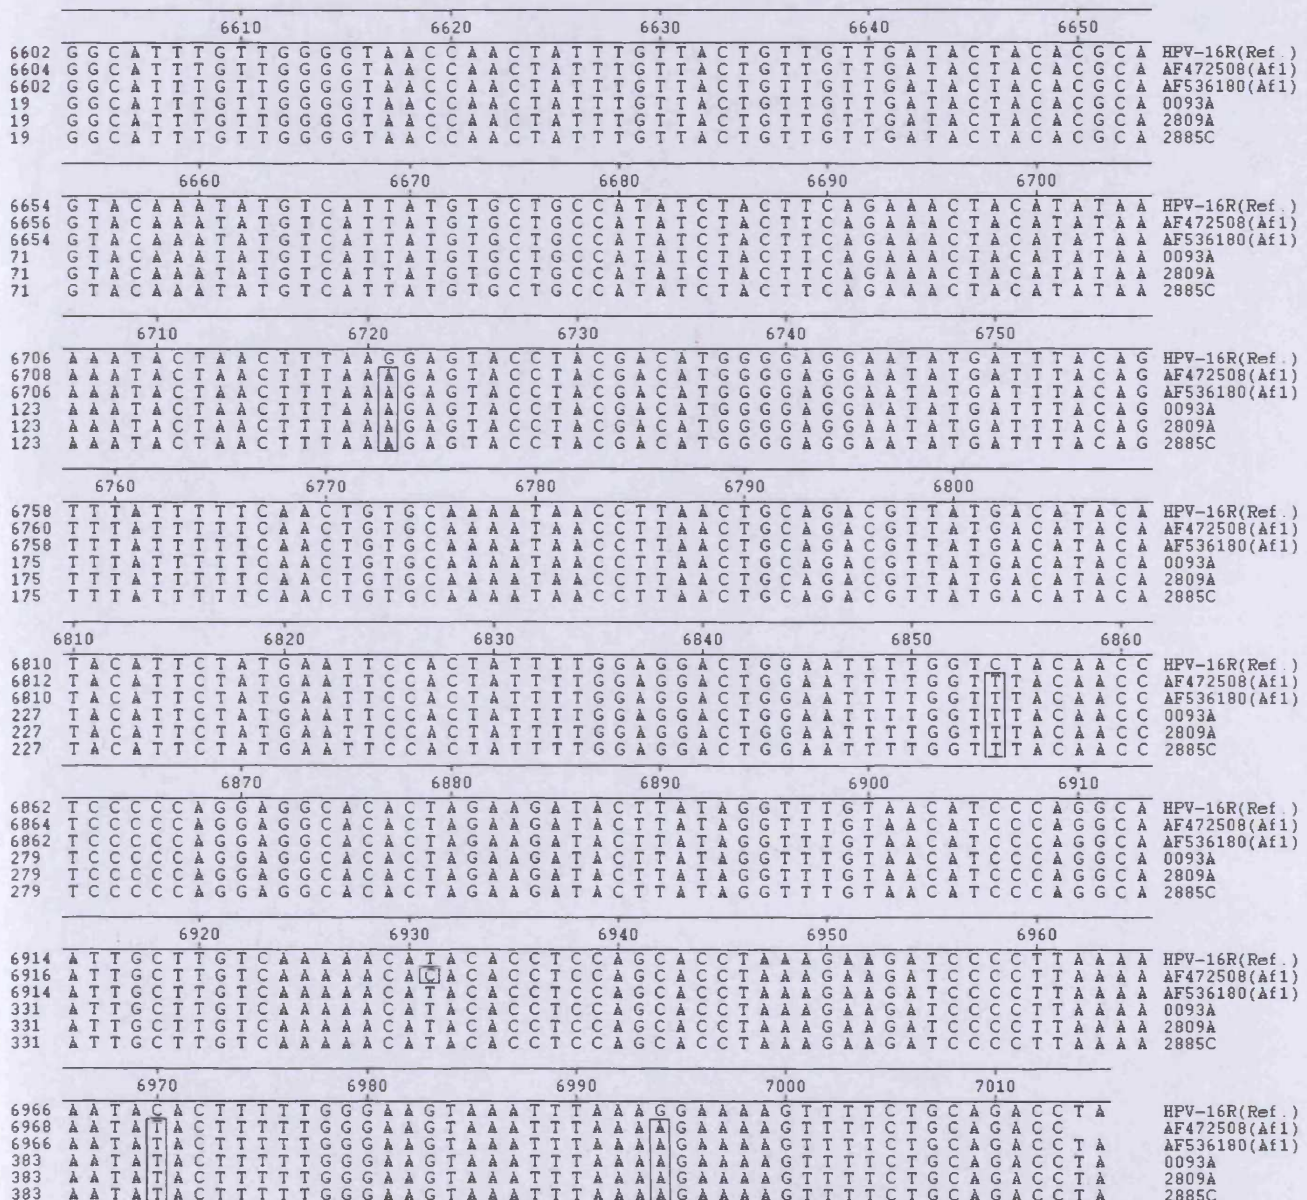 6610 6620 6630 6640 6650
6602 GGCATTTGTTGGGGTAACCAACTATTTGTTACTGTTGTTGATACTACACGCA HPV-16R(Ref.)
6604 GGCATTTGTTGGGGTAACCAACTATTTGTTACTGTTGTTGATACTACACGCA AF472508(Af1)
6602 GGCATTTGTTGGGGTAACCAACTATTTGTTACTGTTGTTGATACTACACGCA AF536180(Af1)
19 GGCATTTGTTGGGGTAACCAACTATTTGTTACTGTTGTTGATACTACACGCA 0093A
19 GGCATTTGTTGGGGTAACCAACTATTTGTTACTGTTGTTGATACTACACGCA 2809A
19 GGCATTTGTTGGGGTAACCAACTATTTGTTACTGTTGTTGATACTACACGCA 2885C
6660 6670 6680 6690 6700
6654 GTACAAATATGTCATTATGTGCTGCCATATCTACTTCAGAAACTACATATAA HPV-16R(Ref.)
6656 GTACAAATATGTCATTATGTGCTGCCATATCTACTTCAGAAACTACATATAA AF472508(Af1)
6654 GTACAAATATGTCATTATGTGCTGCCATATCTACTTCAGAAACTACATATAA AF536180(Af1)
71 GTACAAATATGTCATTATGTGCTGCCATATCTACTTCAGAAACTACATATAA 0093A
71 GTACAAATATGTCATTATGTGCTGCCATATCTACTTCAGAAACTACATATAA 2809A
71 GTACAAATATGTCATTATGTGCTGCCATATCTACTTCAGAAACTACATATAA 2885C
6710 6720 6730 6740 6750
6706 AAATACTAACTTTAAGGAGTACCTACGACATGGGGAGGAATATGATTTACAG HPV-16R(Ref.)
6708 AAATACTAACTTTAAAGAGTACCTACGACATGGGGAGGAATATGATTTACAG AF472508(Af1)
6706 AAATACTAACTTTAAAGAGTACCTACGACATGGGGAGGAATATGATTTACAG AF536180(Af1)
123 AAATACTAACTTTAAAGAGTACCTACGACATGGGGAGGAATATGATTTACAG 0093A
123 AAATACTAACTTTAAAGAGTACCTACGACATGGGGAGGAATATGATTTACAG 2809A
123 AAATACTAACTTTAAAGAGTACCTACGACATGGGGAGGAATATGATTTACAG 2885C
6760 6770 6780 6790 6800
6758 TTTATTTTTCAACTGTGCAAAATAACCTTAACTGCAGACGTTATGACATACA HPV-16R(Ref.)
6760 TTTATTTTTCAACTGTGCAAAATAACCTTAACTGCAGACGTTATGACATACA AF472508(Af1)
6758 TTTATTTTTCAACTGTGCAAAATAACCTTAACTGCAGACGTTATGACATACA AF536180(Af1)
175 TTTATTTTTCAACTGTGCAAAATAACCTTAACTGCAGACGTTATGACATACA 0093A
175 TTTATTTTTCAACTGTGCAAAATAACCTTAACTGCAGACGTTATGACATACA 2809A
175 TTTATTTTTCAACTGTGCAAAATAACCTTAACTGCAGACGTTATGACATACA 2885C
6810 6820 6830 6840 6850 6860
6810 TACATTCTATGAATTCCACTATTTTGGAGGACTGGAATTTTGGTCTACAACC HPV-16R(Ref.)
6812 TACATTCTATGAATTCCACTATTTTGGAGGACTGGAATTTTGGTTTACAACC AF472508(Af1)
6810 TACATTCTATGAATTCCACTATTTTGGAGGACTGGAATTTTGGTTTACAACC AF536180(Af1)
227 TACATTCTATGAATTCCACTATTTTGGAGGACTGGAATTTTGGTTTACAACC 0093A
227 TACATTCTATGAATTCCACTATTTTGGAGGACTGGAATTTTGGTTTACAACC 2809A
227 TACATTCTATGAATTCCACTATTTTGGAGGACTGGAATTTTGGTTTACAACC 2885C
6870 6880 6890 6900 6910
6862 TCCCCCAGGAGGCACACTAGAAGATACTTATAGGTTTGTAACATCCCAGGCA HPV-16R(Ref.)
6864 TCCCCCAGGAGGCACACTAGAAGATACTTATAGGTTTGTAACATCCCAGGCA AF472508(Af1)
6862 TCCCCCAGGAGGCACACTAGAAGATACTTATAGGTTTGTAACATCCCAGGCA AF536180(Af1)
279 TCCCCCAGGAGGCACACTAGAAGATACTTATAGGTTTGTAACATCCCAGGCA 0093A
279 TCCCCCAGGAGGCACACTAGAAGATACTTATAGGTTTGTAACATCCCAGGCA 2809A
279 TCCCCCAGGAGGCACACTAGAAGATACTTATAGGTTTGTAACATCCCAGGCA 2885C
6920 6930 6940 6950 6960
6914 ATTGCTTGTCAAAAACATACACCTCCAGCACCTAAAGAAGATCCCCTTAAAA HPV-16R(Ref.)
6916 ATTGCTTGTCAAAAACACACACCTCCAGCACCTAAAGAAGATCCCCTTAAAA AF472508(Af1)
6914 ATTGCTTGTCAAAAACATACACCTCCAGCACCTAAAGAAGATCCCCTTAAAA AF536180(Af1)
331 ATTGCTTGTCAAAAACATACACCTCCAGCACCTAAAGAAGATCCCCTTAAAA 0093A
331 ATTGCTTGTCAAAAACATACACCTCCAGCACCTAAAGAAGATCCCCTTAAAA 2809A
331 ATTGCTTGTCAAAAACATACACCTCCAGCACCTAAAGAAGATCCCCTTAAAA 2885C
6970 6980 6990 7000 7010
6966 AATACACTTTTTGGGAAGTAAATTTAAAGGAAAAGTTTTCTGCAGACCTA HPV-16R(Ref.)
6968 AATATACTTTTTGGGAAGTAAATTTAAAAGAAAAGTTTTCTGCAGACC AF472508(Af1)
6966 AATATACTTTTTGGGAAGTAAATTTAAAAGAAAAGTTTTCTGCAGACCTA AF536180(Af1)
383 AATATACTTTTTGGGAAGTAAATTTAAAAGAAAAGTTTTCTGCAGACCTA 0093A
383 AATATACTTTTTGGGAAGTAAATTTAAAAGAAAAGTTTTCTGCAGACCTA 2809A
383 AATATACTTTTTGGGAAGTAAATTTAAAAGAAAAGTTTTCTGCAGACCTA 2885C